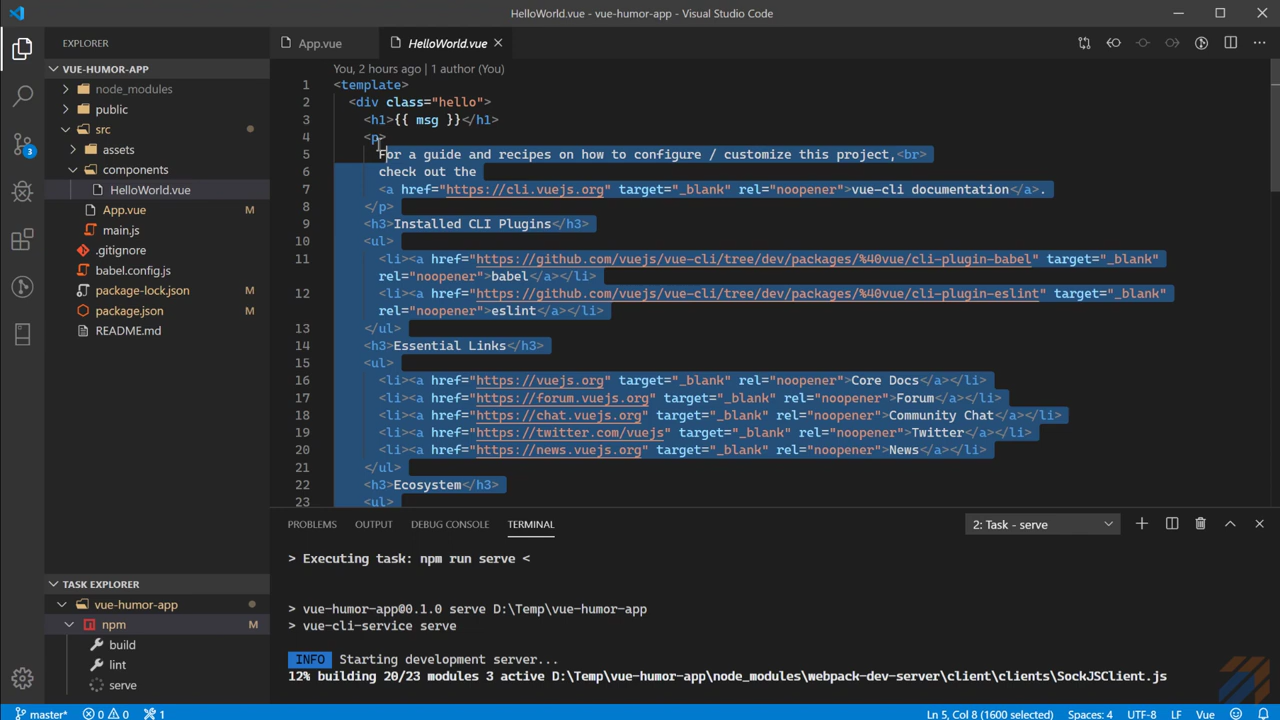 HelloWorld.vue - vue-humor-app - Visual Studio Code
EXPLORER
VUE-HUMOR-APP
node_modules
public
src
assets
components
HelloWorld.vue
App.vue M
main.js
.gitignore
babel.config.js
package-lock.json M
package.json M
README.md
3
TASK EXPLORER
vue-humor-app
npm M
build
lint
serve
App.vue
HelloWorld.vue
You, 2 hours ago | 1 author (You)
1 <template>
2 <div class="hello">
3 <h1>{{ msg }}</h1>
4 <p>
5 For a guide and recipes on how to configure / customize this project,<br>
6 check out the
7 <a href="https://cli.vuejs.org" target="_blank" rel="noopener">vue-cli documentation</a>.
8 </p>
9 <h3>Installed CLI Plugins</h3>
10 <ul>
11 <li><a href="https://github.com/vuejs/vue-cli/tree/dev/packages/%40vue/cli-plugin-babel" target="_blank"
rel="noopener">babel</a></li>
12 <li><a href="https://github.com/vuejs/vue-cli/tree/dev/packages/%40vue/cli-plugin-eslint" target="_blank"
rel="noopener">eslint</a></li>
13 </ul>
14 <h3>Essential Links</h3>
15 <ul>
16 <li><a href="https://vuejs.org" target="_blank" rel="noopener">Core Docs</a></li>
17 <li><a href="https://forum.vuejs.org" target="_blank" rel="noopener">Forum</a></li>
18 <li><a href="https://chat.vuejs.org" target="_blank" rel="noopener">Community Chat</a></li>
19 <li><a href="https://twitter.com/vuejs" target="_blank" rel="noopener">Twitter</a></li>
20 <li><a href="https://news.vuejs.org" target="_blank" rel="noopener">News</a></li>
21 </ul>
22 <h3>Ecosystem</h3>
23 <ul>
PROBLEMS OUTPUT DEBUG CONSOLE TERMINAL 2: Task - serve
> Executing task: npm run serve <
> vue-humor-app@0.1.0 serve D:\Temp\vue-humor-app
> vue-cli-service serve
INFO Starting development server...
12% building 20/23 modules 3 active D:\Temp\vue-humor-app\node_modules\webpack-dev-server\client\clients\SockJSClient.js
master* 0 0 1 Ln 5, Col 8 (1600 selected) Spaces: 4 UTF-8 LF Vue